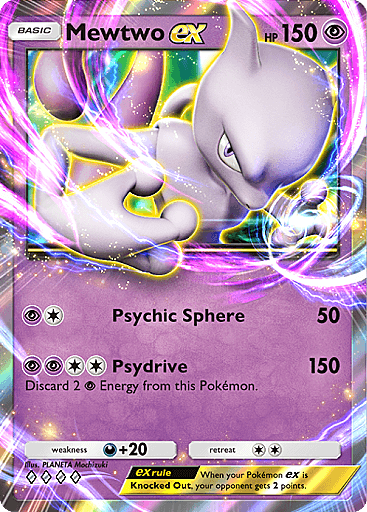 BASIC Mewtwo ex HP 150
Psychic Sphere 50
Psydrive 150
Discard 2 Energy from this Pokémon.
weakness +20 retreat
Illus. PLANETA Mochizuki
ex rule When your Pokémon ex is
Knocked Out, your opponent gets 2 points.